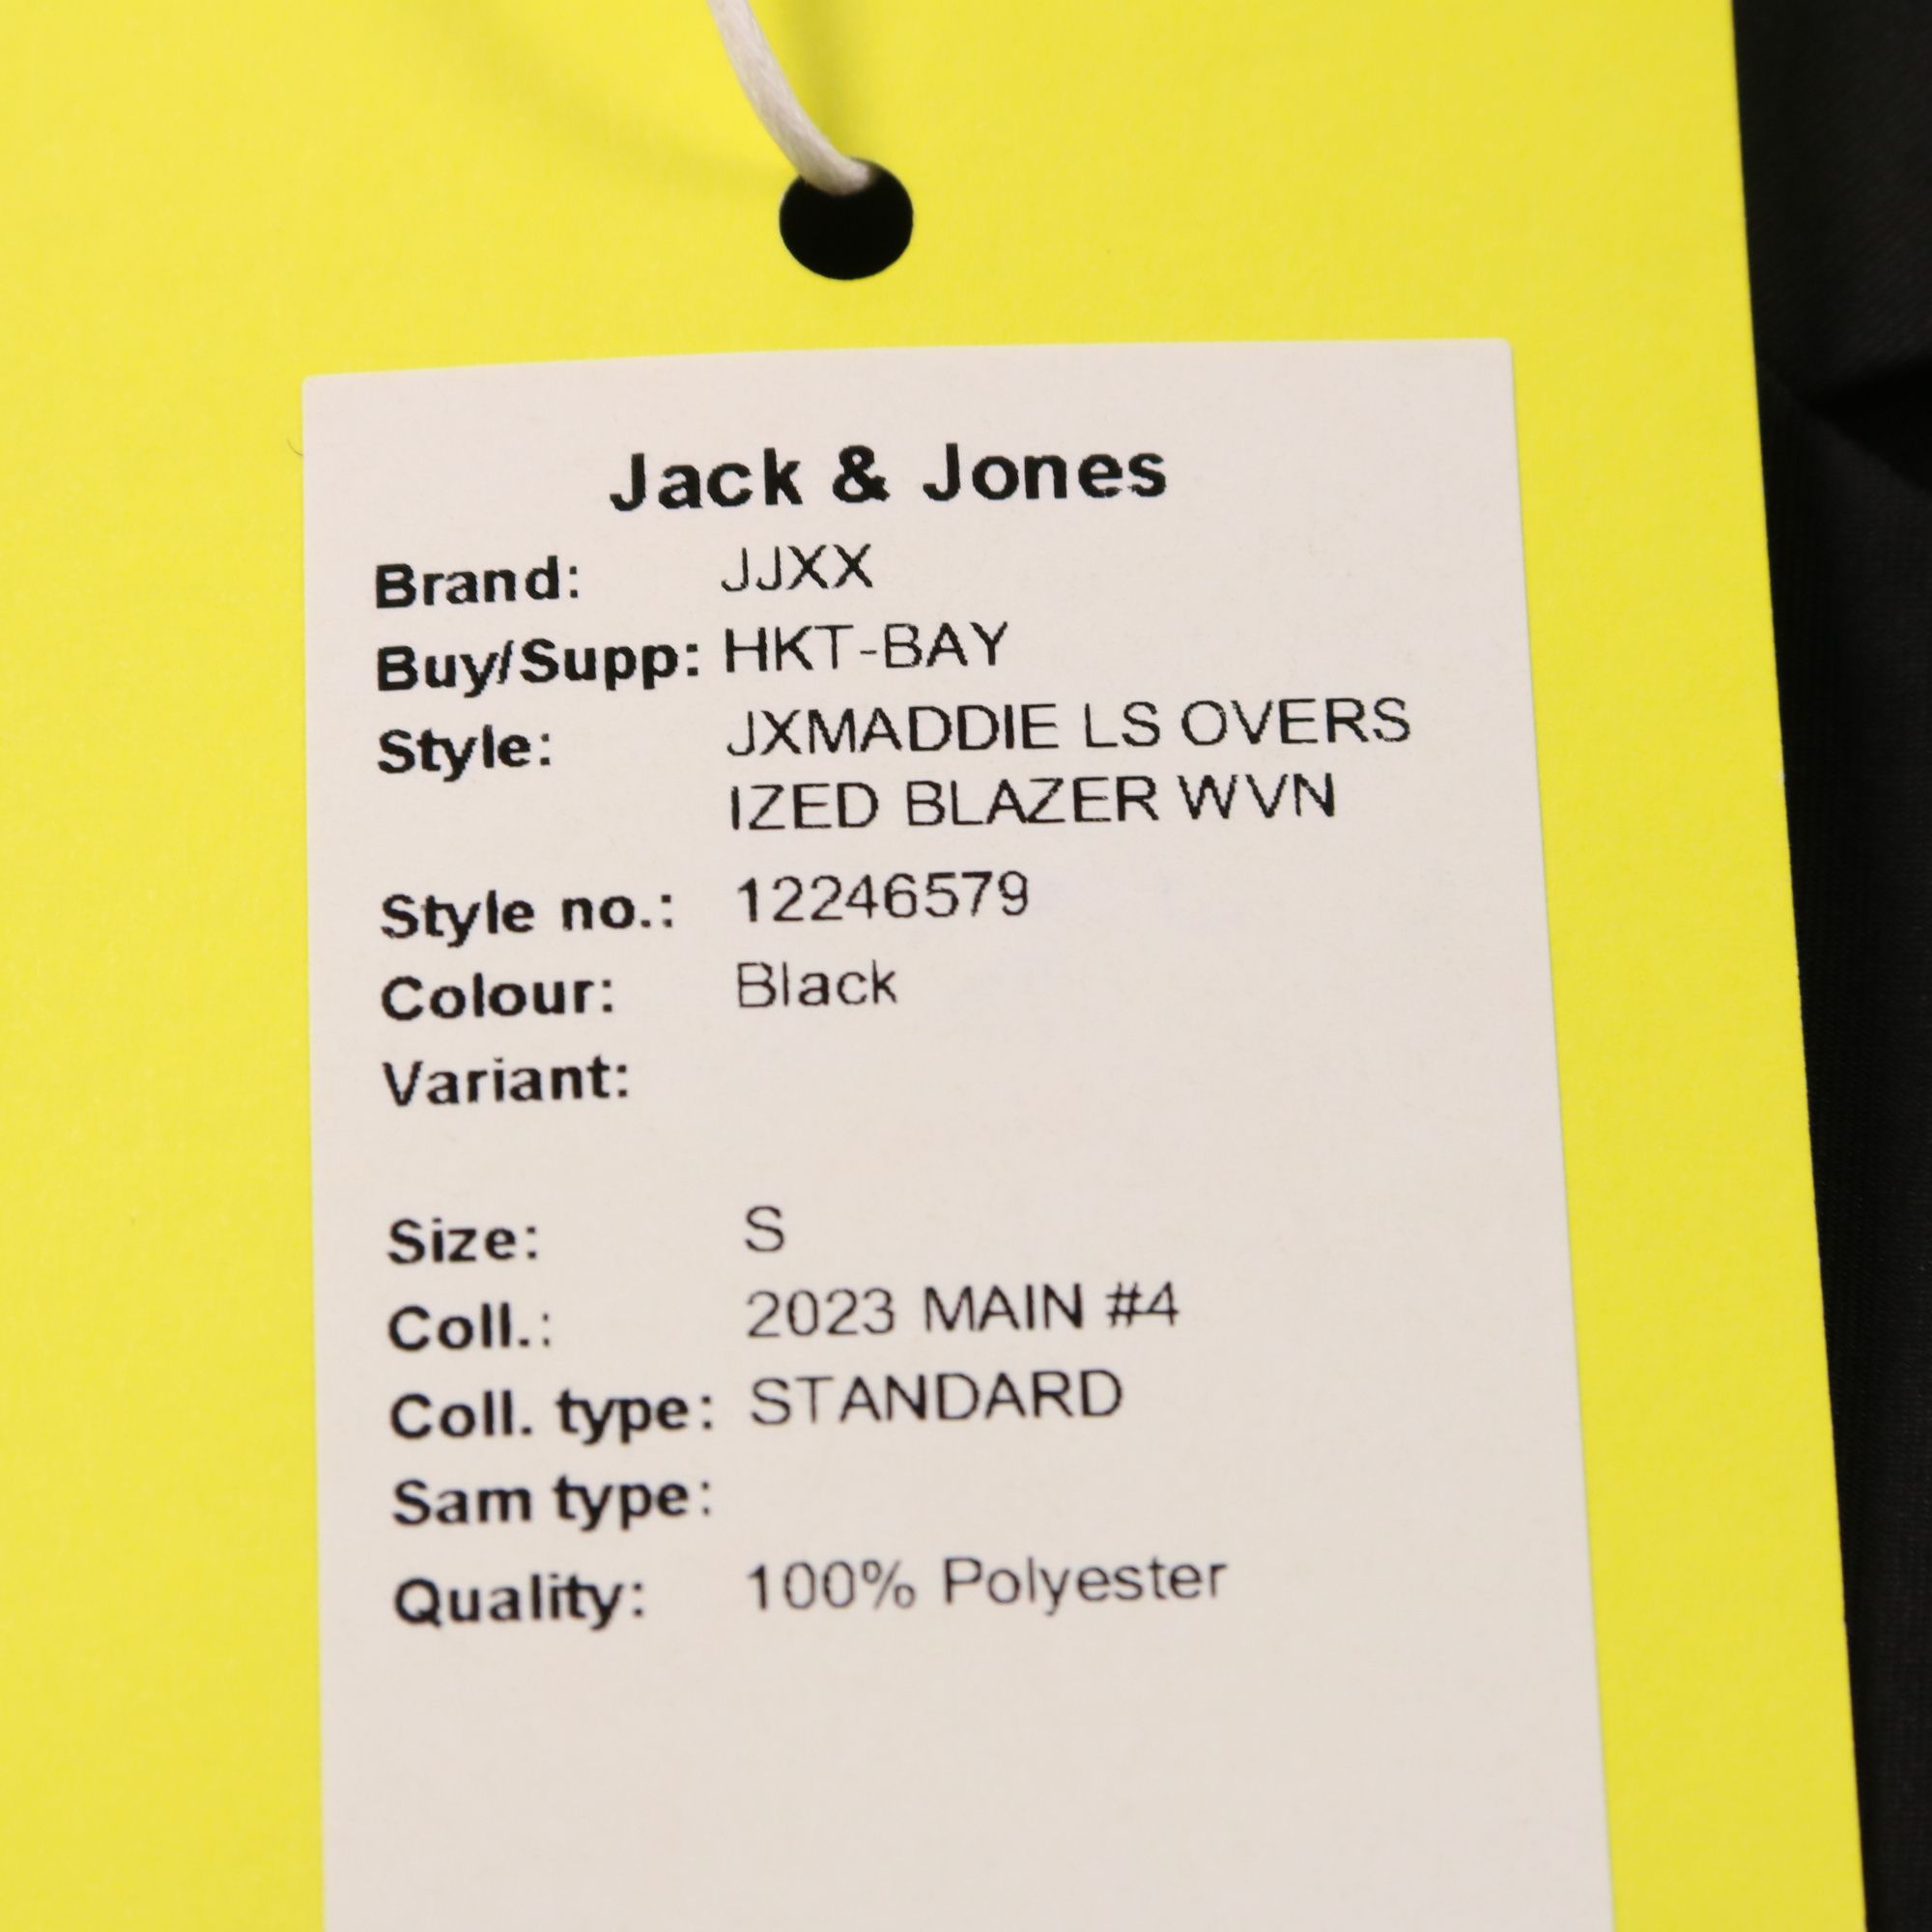 Jack & Jones
Brand: JJXX
Buy/Supp: HKT-BAY
Style: JXMADDIE LS OVERS
IZED BLAZER WVN
Style no.: 12246579
Colour: Black
Variant:
Size: S
Coll.: 2023 MAIN #4
Coll. type: STANDARD
Sam type:
Quality: 100% Polyester